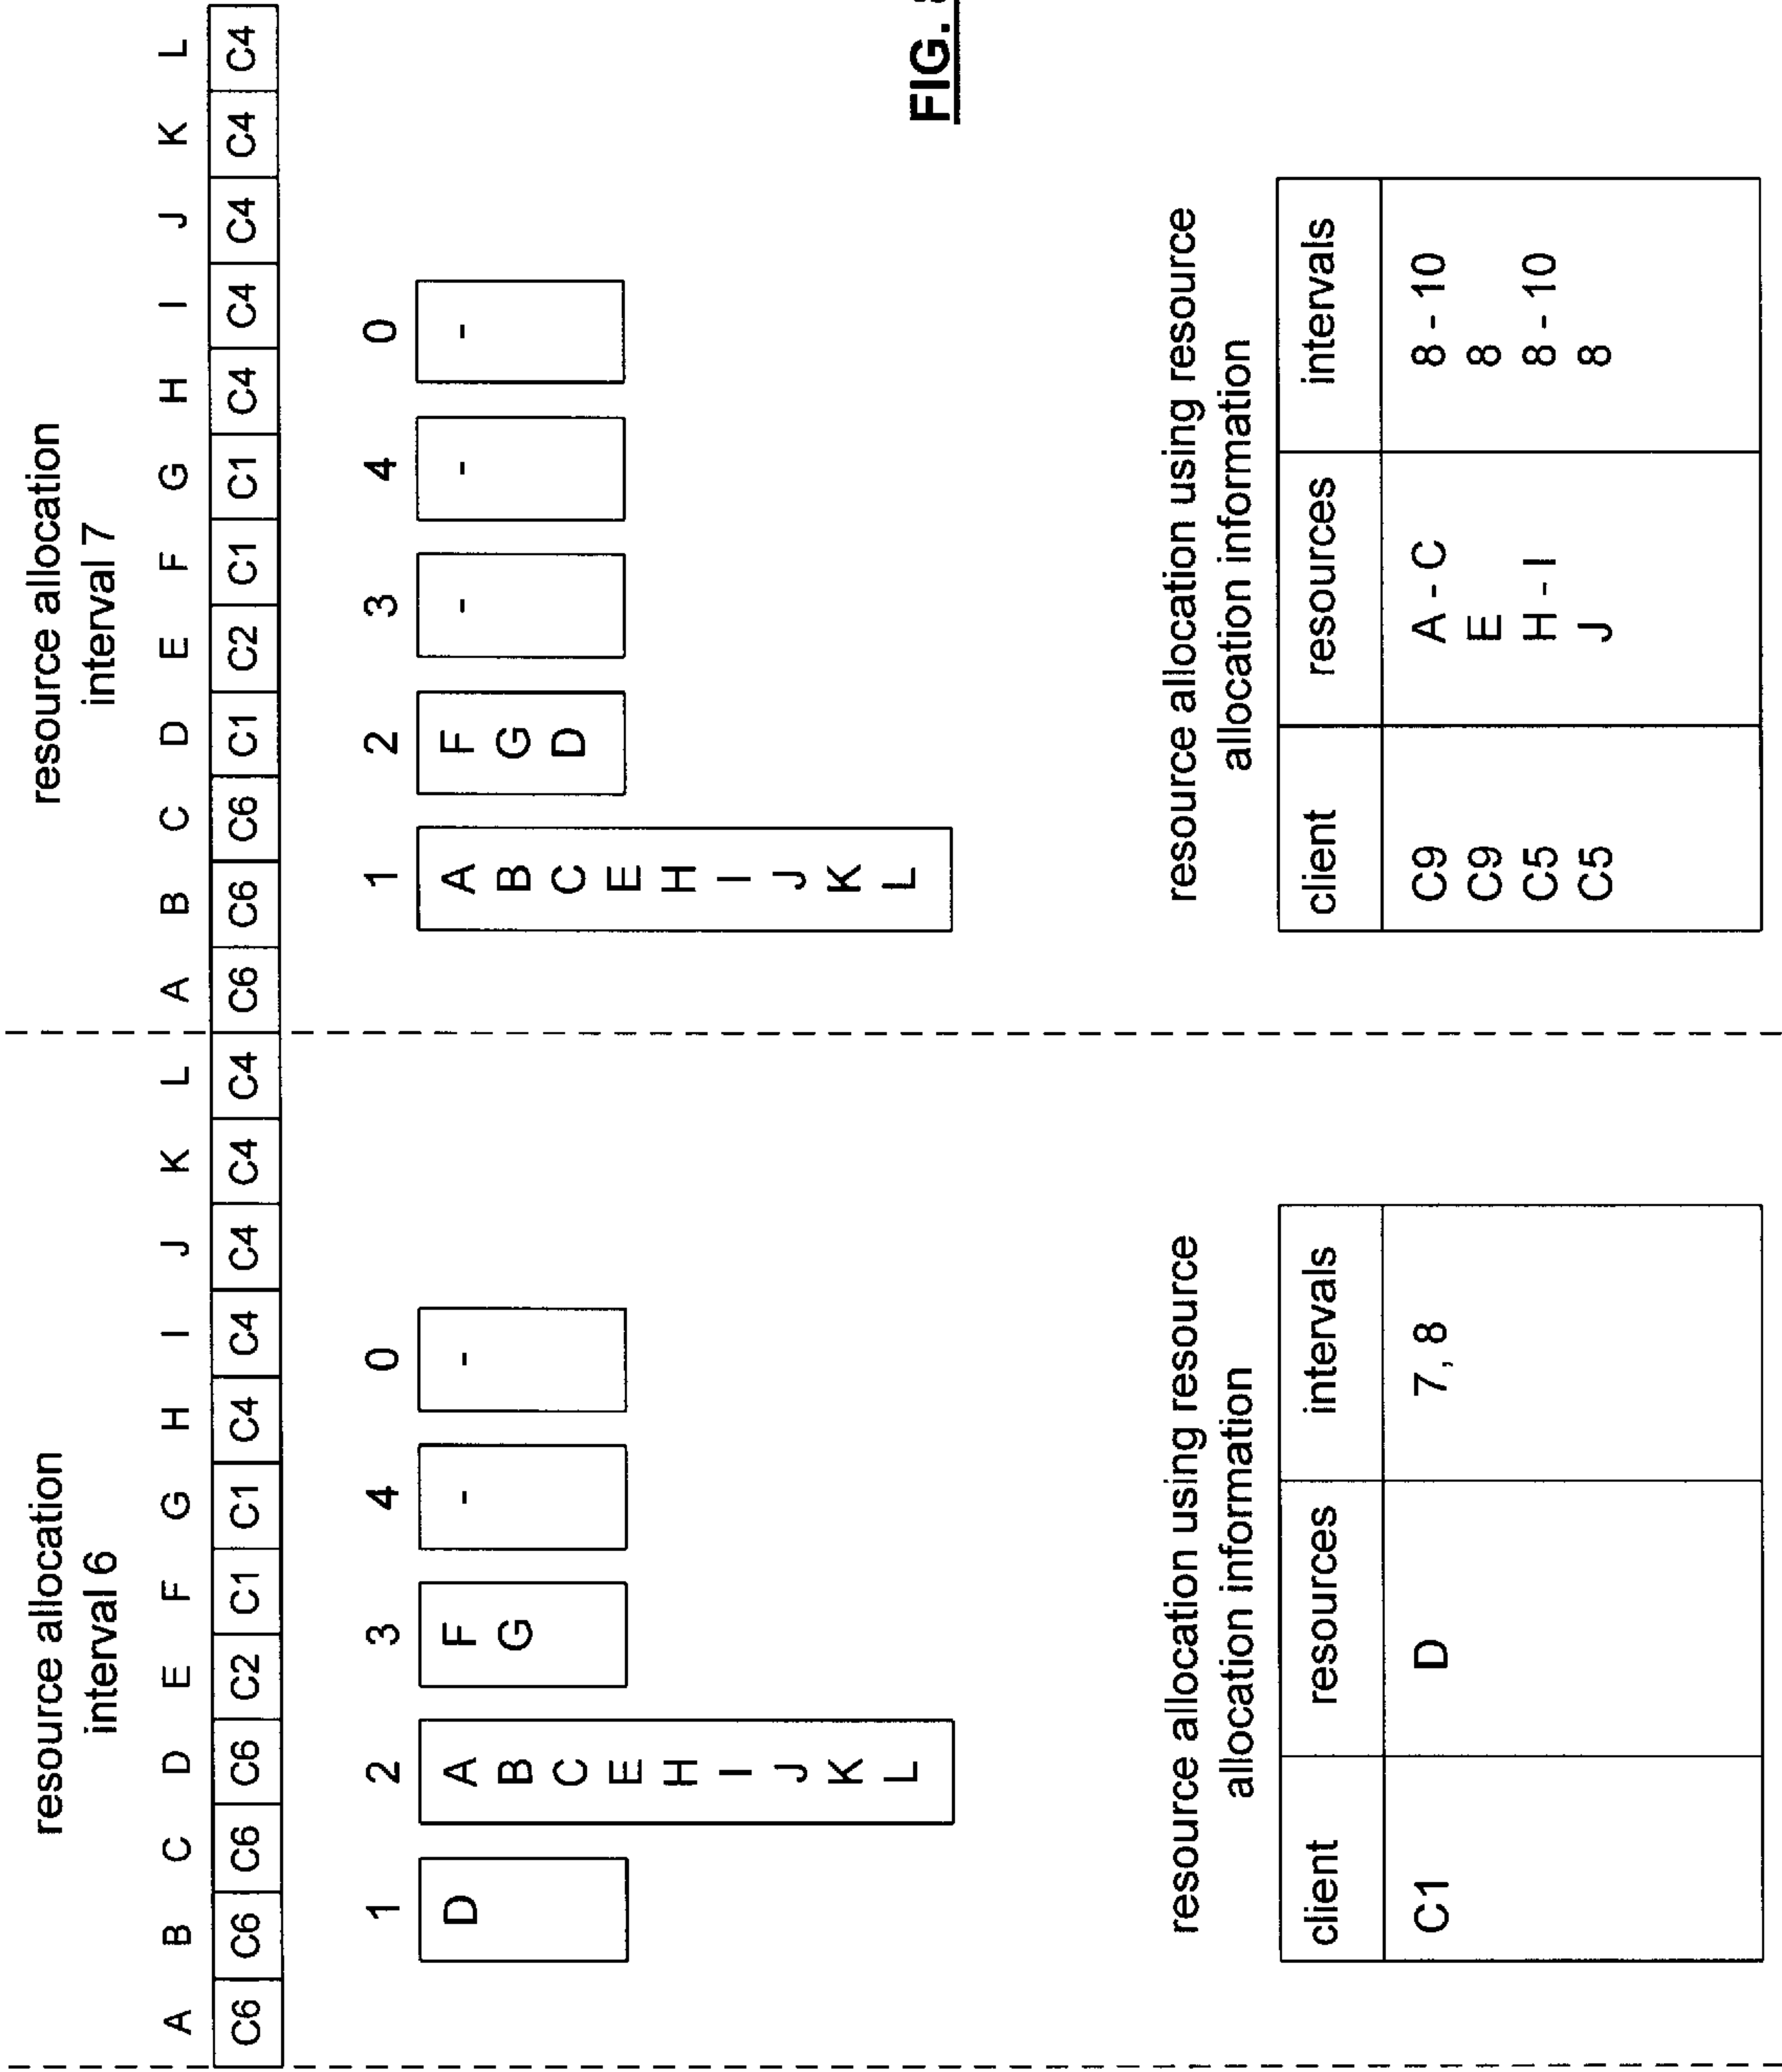 resource allocation
interval 6
A B C D E F G H I J K L
C6 C6 C6 C6 C2 C1 C1 C4 C4 C4 C4 C4
1 2 3 4 0
D A F - -
B G
C
E
H
I
J
K
L
resource allocation using resource
allocation information
client resources intervals
C1 D 7, 8
resource allocation
interval 7
A B C D E F G H I J K L
C6 C6 C6 C1 C2 C1 C1 C4 C4 C4 C4 C4
1 2 3 4 0
A F - - -
B G
C D
E
H
I
J
K
L
resource allocation using resource
allocation information
client resources intervals
C9 A - C 8 - 10
C9 E 8
C5 H - I 8 - 10
C5 J 8
FIG.